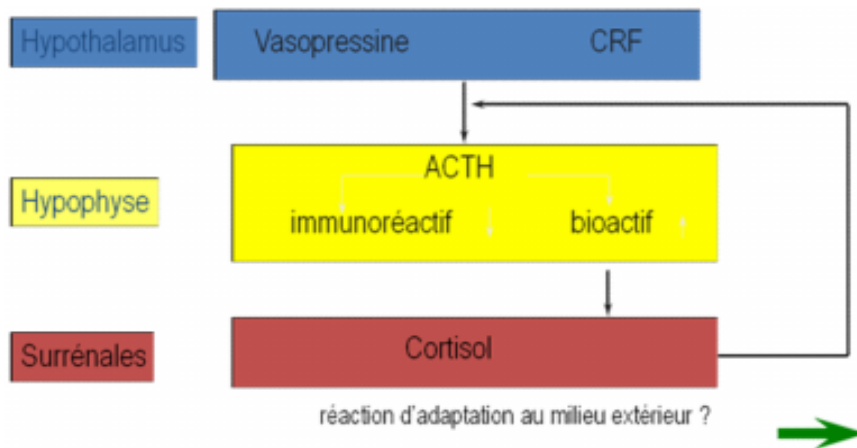 Hypothalamus
Vasopressine CRF
ACTH
Hypophyse
immunoréactif bioactif
Surrénales
Cortisol
réaction d'adaptation au milieu extérieur ?